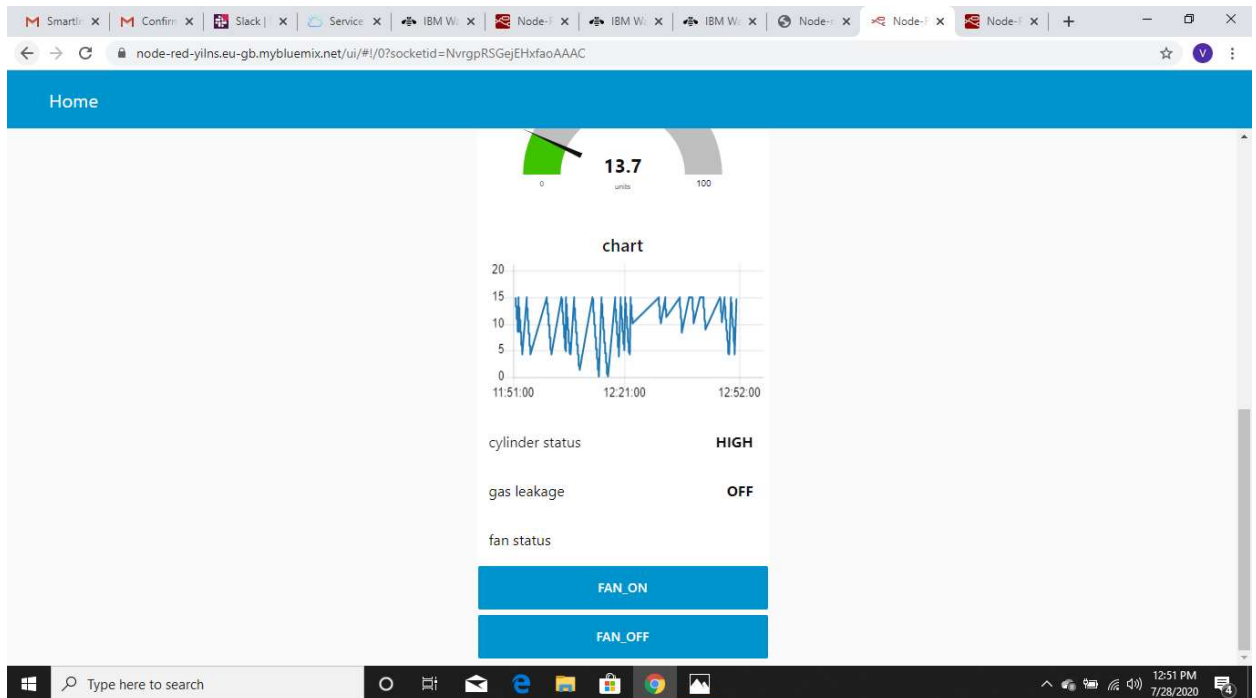 Smartli
Confirm
Slack |
Service
IBM W
Node-
IBM W
IBM W
Node-r
Node-
Node-
node-red-yilns.eu-gb.mybluemix.net/ui/#!/0?socketid=NvrgpRSGejEHxfaoAAAC
V
Home
13.7
0
units
100
chart
20
15
10
5
0
11:51:00
12:21:00
12:52:00
cylinder status HIGH
gas leakage OFF
fan status
FAN_ON
FAN_OFF
Type here to search
12:51 PM
7/28/2020
4